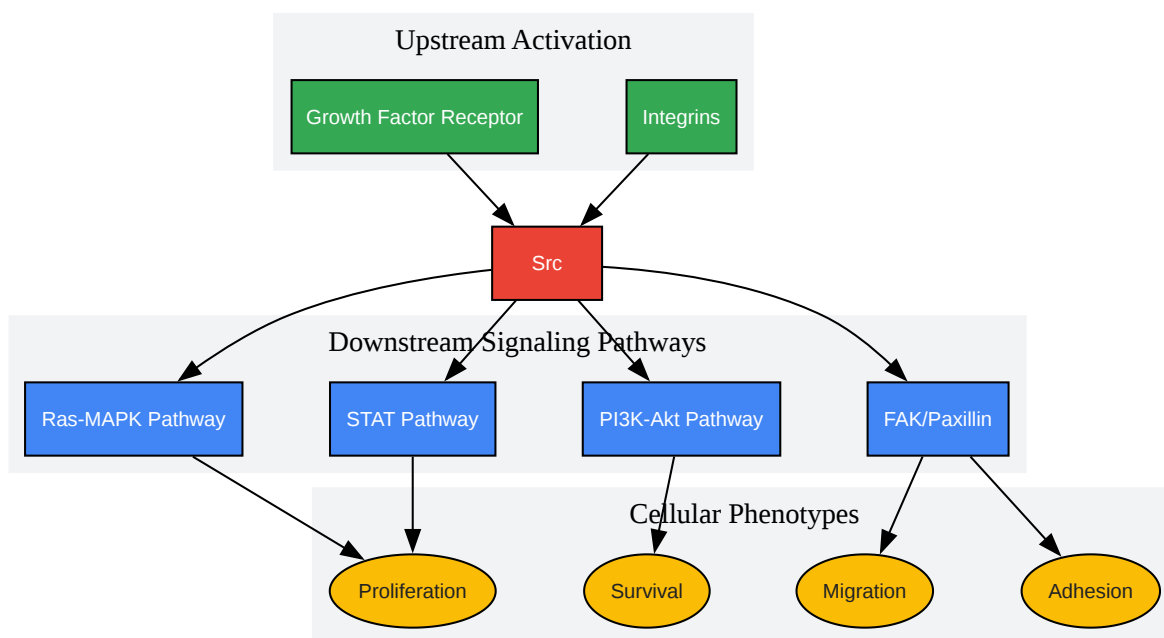 Upstream Activation
Growth Factor Receptor
Integrins
Src
Downstream Signaling Pathways
Ras-MAPK Pathway
STAT Pathway
PI3K-Akt Pathway
FAK/Paxillin
Cellular Phenotypes
Proliferation
Survival
Migration
Adhesion